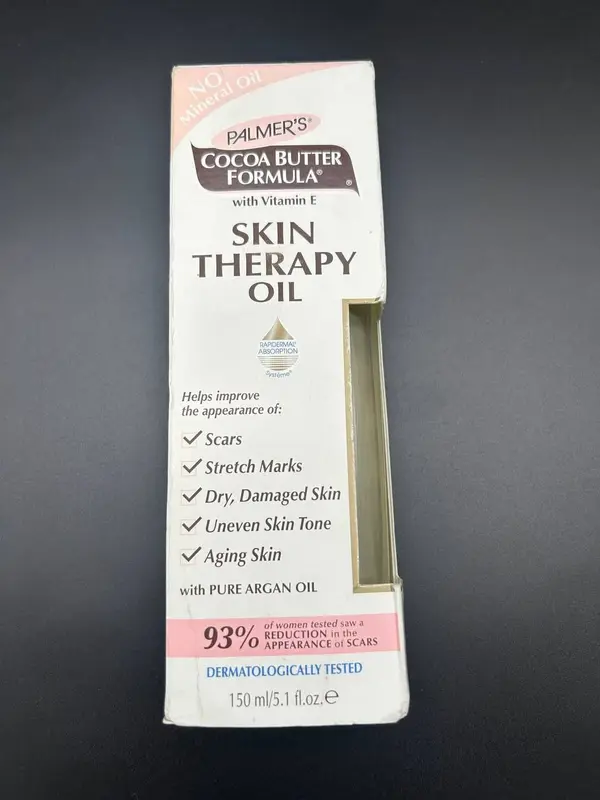 NO
Mineral Oil
PALMER'S®
COCOA BUTTER
FORMULA®
®
with Vitamin E
SKIN
THERAPY
OIL
RAPIDERMAL
ABSORPTION
Système®
Helps improve
the appearance of:
Scars
Stretch Marks
Dry, Damaged Skin
Uneven Skin Tone
Aging Skin
with PURE ARGAN OIL
93% of women tested saw a
REDUCTION in the
APPEARANCE of SCARS
DERMATOLOGICALLY TESTED
150 ml/5.1 fl.oz.℮